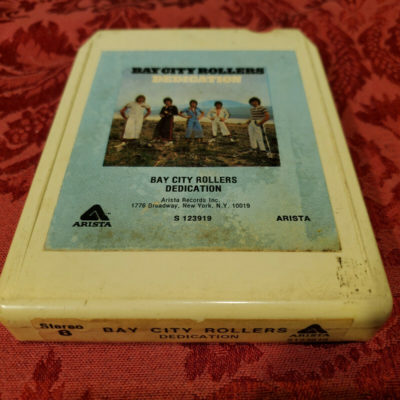 BAY CITY ROLLERS
DEDICATION
BAY CITY ROLLERS
DEDICATION
Arista Records Inc.
1776 Broadway, New York, N.Y. 10019
ARISTA
S 123919
ARISTA
Stereo
8
BAY CITY ROLLERS
DEDICATION
ARISTA